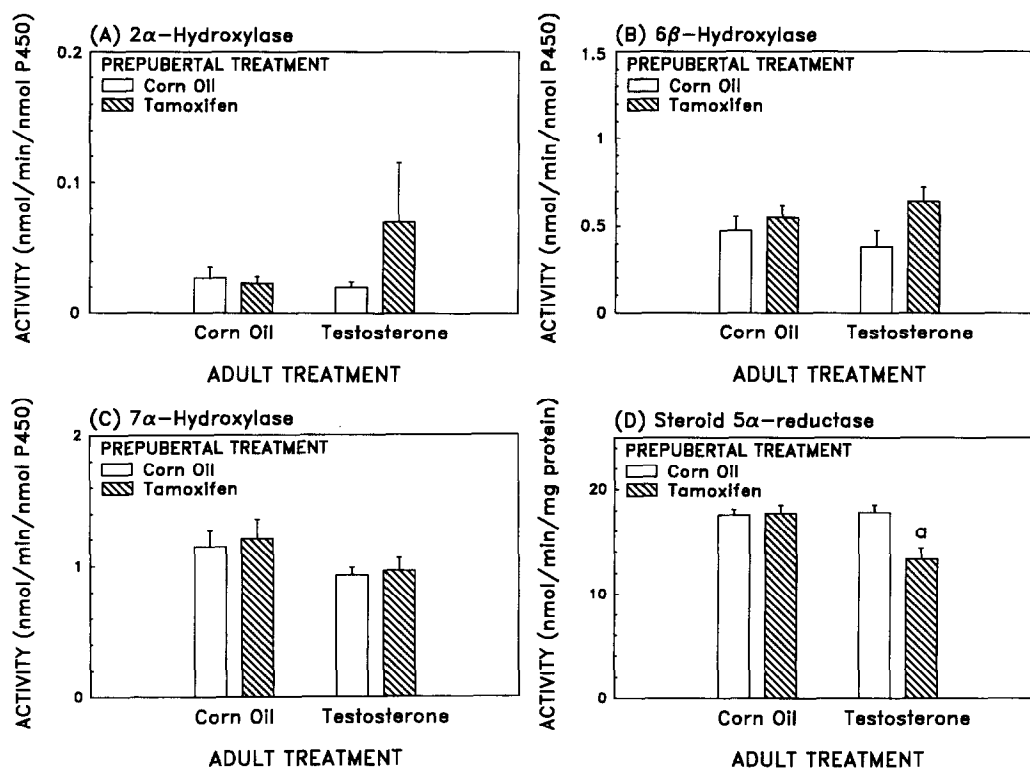 (A) 2α-Hydroxylase
ACTIVITY (nmol/min/nmol P450)
0.2
0.1
0
PREPUBERTAL TREATMENT
Corn Oil
Tamoxifen
Corn Oil Testosterone
ADULT TREATMENT
(B) 6β-Hydroxylase
ACTIVITY (nmol/min/nmol P450)
1.5
1
0.5
0
PREPUBERTAL TREATMENT
Corn Oil
Tamoxifen
Corn Oil Testosterone
ADULT TREATMENT
(C) 7α-Hydroxylase
ACTIVITY (nmol/min/nmol P450)
2
1
0
PREPUBERTAL TREATMENT
Corn Oil
Tamoxifen
Corn Oil Testosterone
ADULT TREATMENT
(D) Steroid 5α-reductase
ACTIVITY (nmol/min/mg protein)
20
10
0
PREPUBERTAL TREATMENT
Corn Oil
Tamoxifen
a
Corn Oil Testosterone
ADULT TREATMENT